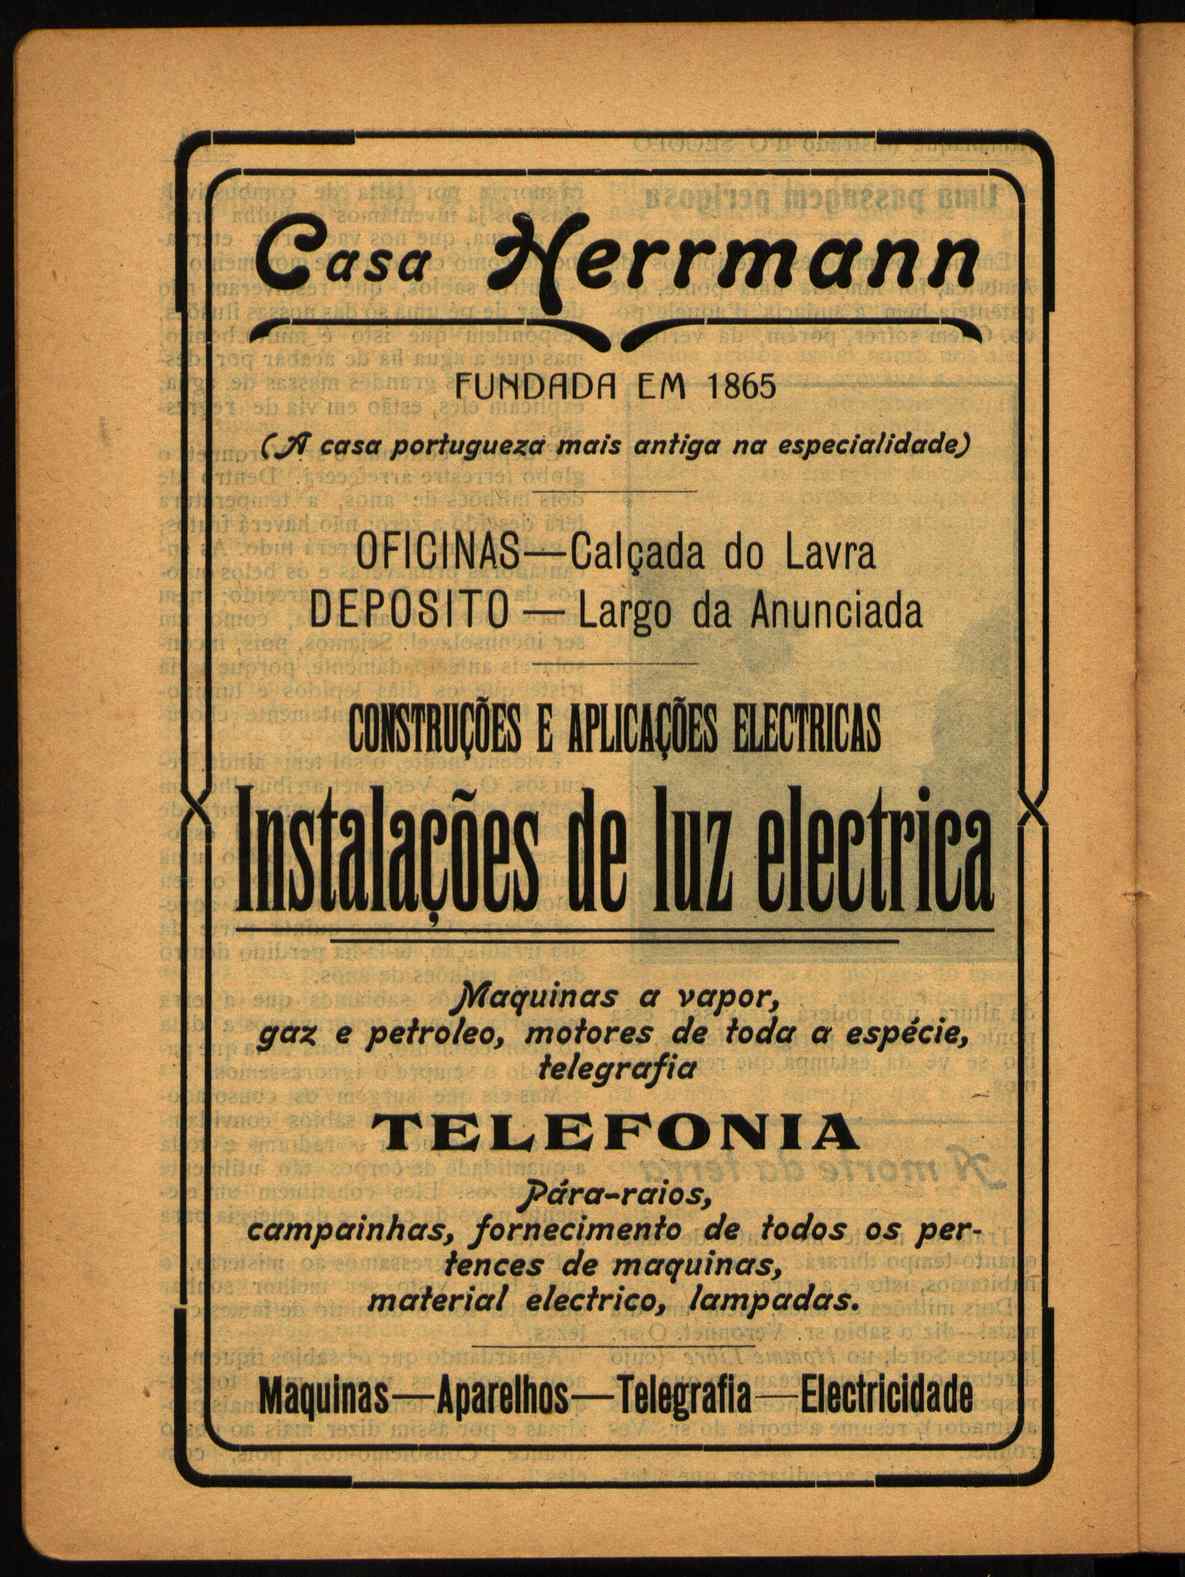 Casa Herrmann
FUNDADA EM 1865
(A casa portugueza mais antiga na especialidade)
OFICINAS—Calçada do Lavra
DEPOSITO — Largo da Anunciada
CONSTRUÇÕES E APLICAÇÕES ELECTRICAS
Instalações de luz electrica
Maquinas a vapor,
gaz e petroleo, motores de toda a espécie,
telegrafia
TELEFONIA
Pára-raios,
campainhas, fornecimento de todos os per-
tences de maquinas,
material electrico, lampadas.
Maquinas—Aparelhos—Telegrafia—Electricidade